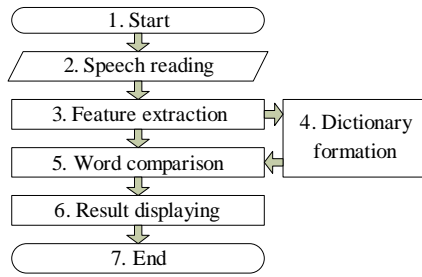 1. Start
2. Speech reading
3. Feature extraction
4. Dictionary
formation
5. Word comparison
6. Result displaying
7. End